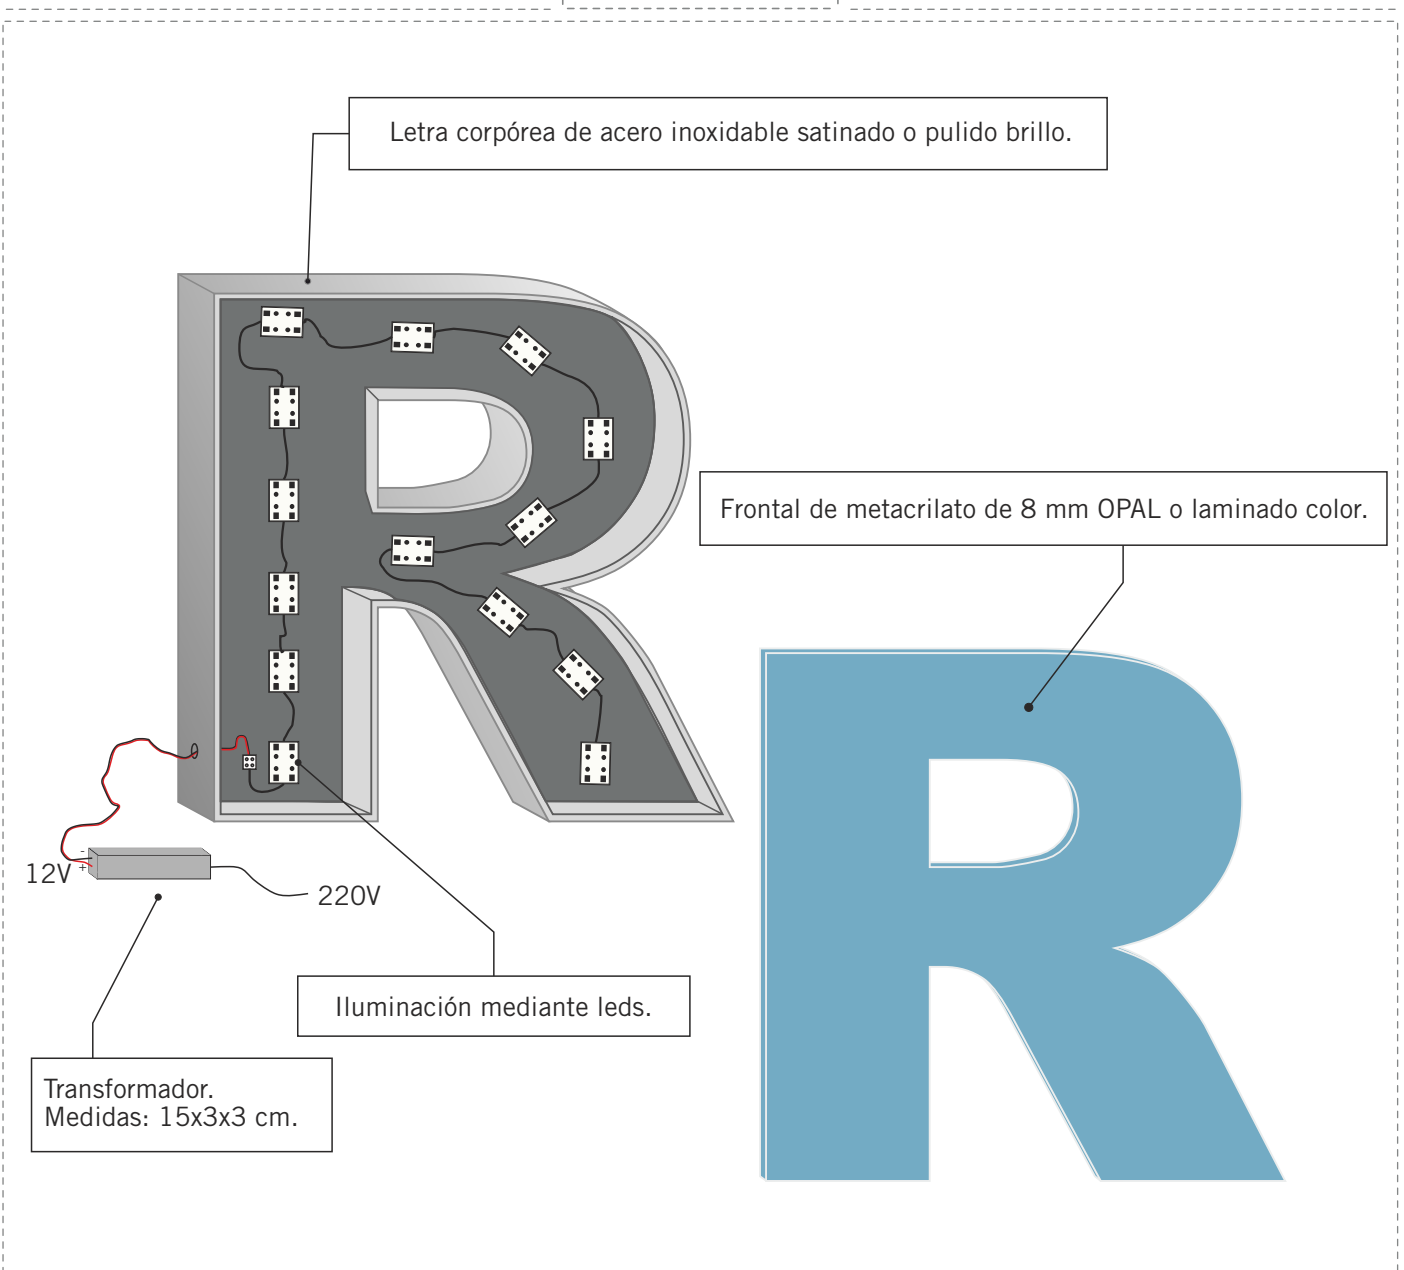 Letra corpórea de acero inoxidable satinado o pulido brillo.
Frontal de metacrilato de 8 mm OPAL o laminado color.
-
+
12V
220V
Iluminación mediante leds.
Transformador.
Medidas: 15x3x3 cm.